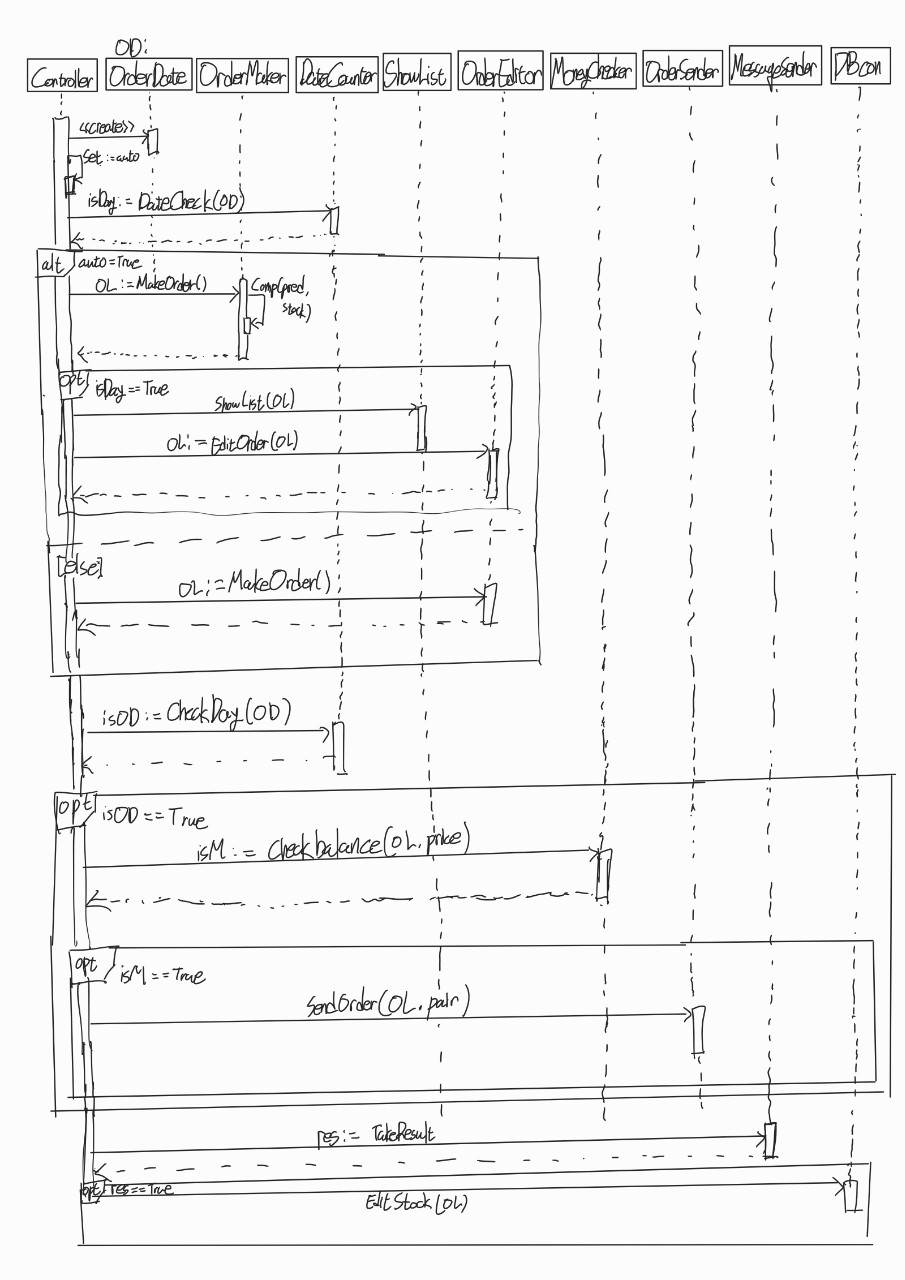 OD:
Controller
OrderDate
OrderMaker
DateCounter
ShowList
OrderEditor
MoneyChecker
OrderSender
MessageSender
DBcon
<<create>>
Set:=auto
isDay:= DateCheck(OD)
alt
auto=True
OL:=MakeOrder()
Comp(pred,
stock)
opt
isDay==True
ShowList(OL)
OL:=EditOrder(OL)
[else]
OL:=MakeOrder()
isOD:=CheckDay(OD)
opt
isOD==True
isM:= Checkbalance(OL.price)
opt
isM==True
SendOrder(OL.pair)
res:= TakeResult
opt
res==True
EditStock(OL)